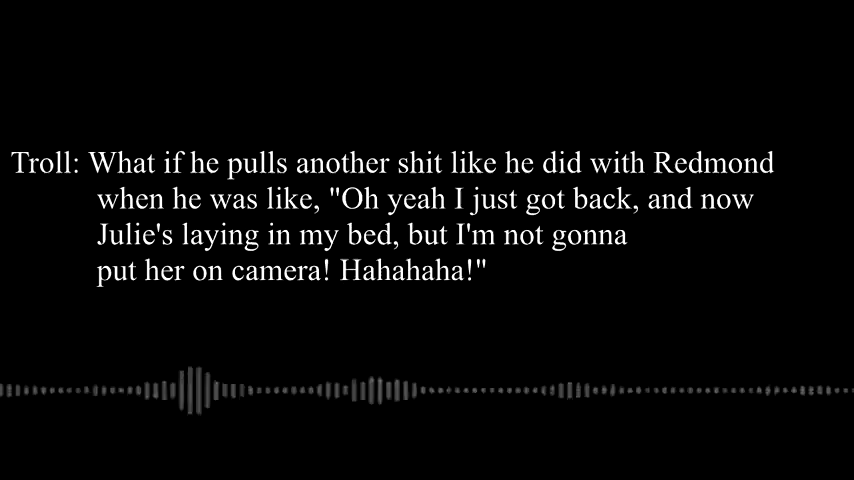 Troll: What if he pulls another shit like he did with Redmond
when he was like, "Oh yeah I just got back, and now
Julie's laying in my bed, but I'm not gonna
put her on camera! Hahahaha!"